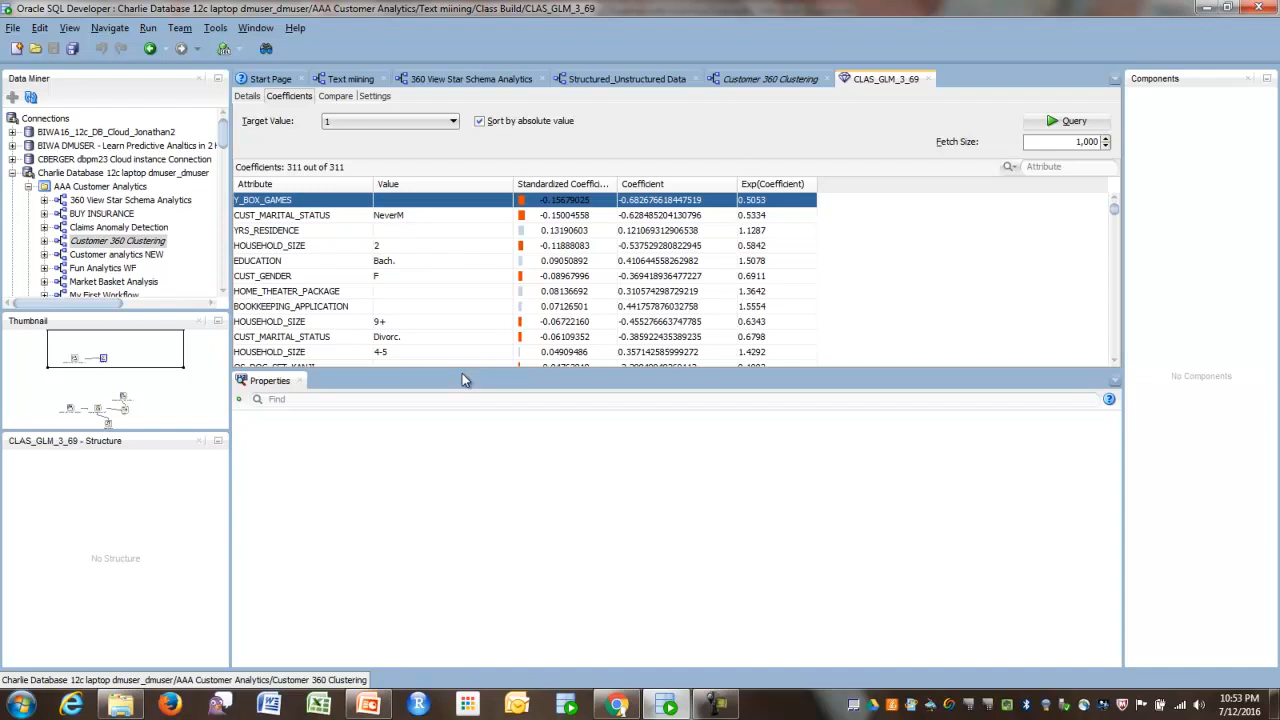 Oracle SQL Developer : Charlie Database 12c laptop dmuser_dmuser/AAA Customer Analytics/Text miining/Class Build/CLAS_GLM_3_69
File Edit View Navigate Run Team Tools Window Help
Data Miner
Connections
BIWA16_12c_DB_Cloud_Jonathan2
BIWA DMUSER - Learn Predictive Analtics in 2 H
CBERGER dbpm23 Cloud instance Connection
Charlie Database 12c laptop dmuser_dmuser
AAA Customer Analytics
360 View Star Schema Analytics
BUY INSURANCE
Claims Anomaly Detection
Customer 360 Clustering
Customer analytics NEW
Fun Analytics WF
Market Basket Analysis
My First Workflow
Thumbnail
CLAS_GLM_3_69 - Structure
No Structure
Start Page Text miining 360 View Star Schema Analytics Structured_Unstructured Data Customer 360 Clustering CLAS_GLM_3_69
Details Coefficients Compare Settings
Target Value: 1 Sort by absolute value Query
Fetch Size: 1,000
Coefficients: 311 out of 311 Attribute
Attribute Value Standardized Coeffici... Coefficient Exp(Coefficient)
Y_BOX_GAMES -0.15679025 -0.682676618447519 0.5053
CUST_MARITAL_STATUS NeverM -0.15004558 -0.628485204130796 0.5334
YRS_RESIDENCE 0.13190603 0.121069312906538 1.1287
HOUSEHOLD_SIZE 2 -0.11888083 -0.537529280822945 0.5842
EDUCATION Bach. 0.09050892 0.410644558262982 1.5078
CUST_GENDER F -0.08967996 -0.369418936477227 0.6911
HOME_THEATER_PACKAGE 0.08136692 0.310574298729219 1.3642
BOOKKEEPING_APPLICATION 0.07126501 0.441757876032758 1.5554
HOUSEHOLD_SIZE 9+ -0.06722160 -0.455276663747785 0.6343
CUST_MARITAL_STATUS Divorc. -0.06109352 -0.385922435389235 0.6798
HOUSEHOLD_SIZE 4-5 0.04909486 0.357142585999272 1.4292
Properties
Find
Components
No Components
Charlie Database 12c laptop dmuser_dmuser/AAA Customer Analytics/Customer 360 Clustering
10:53 PM
7/12/2016